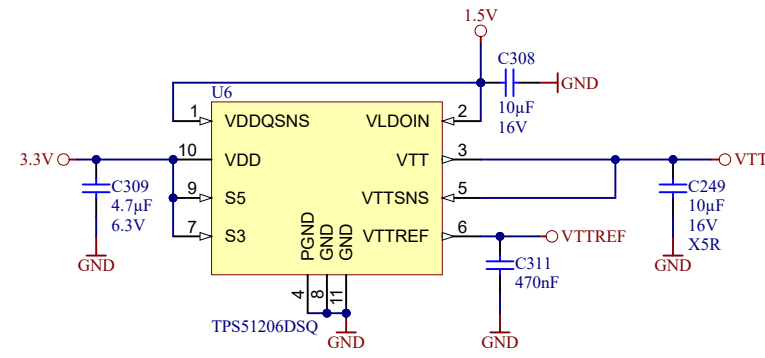 1.5V
C308
GND
10µF
16V
U6
1
VDDQSNS
VLDOIN
2
3.3V
10
VDD
VTT
3
VTT
C309
4.7µF
6.3V
9
S5
VTTSNS
5
C249
10µF
16V
X5R
7
S3
VTTREF
6
VTTREF
PGND
GND
GND
C311
470nF
GND
GND
4
8
11
TPS51206DSQ
GND
GND